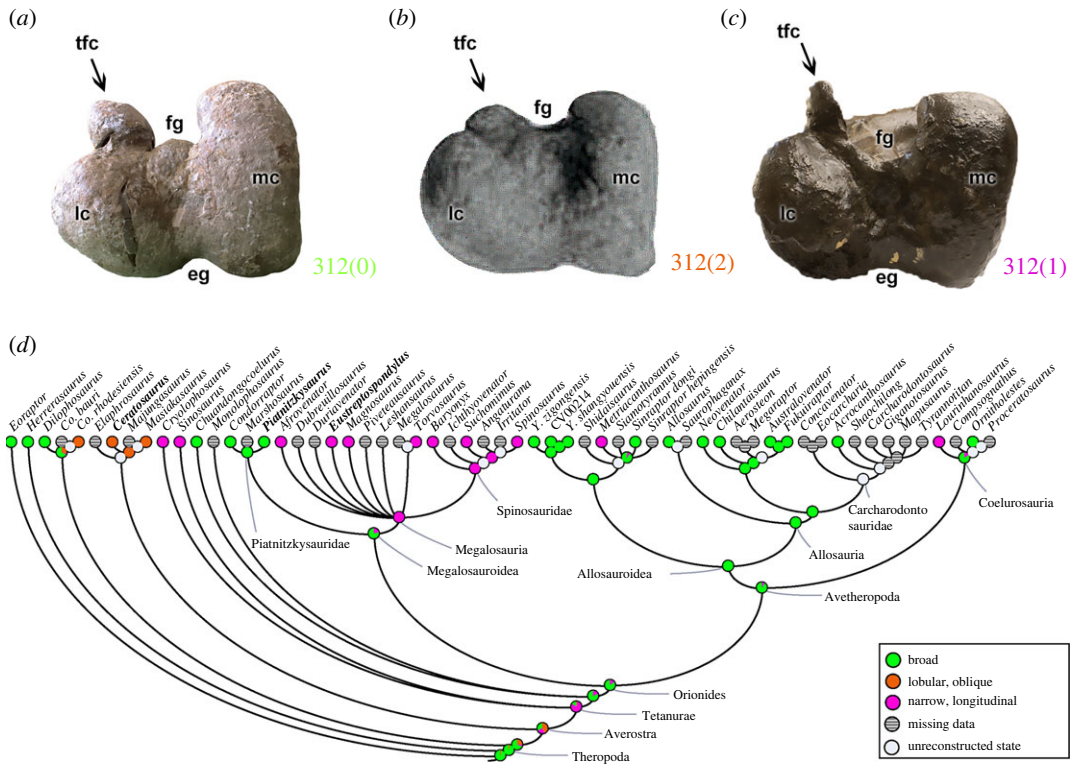 (a)
(b)
(c)
tfc
fg
mc
lc
eg
312(0)
tfc
fg
mc
lc
312(2)
tfc
fg
mc
lc
eg
312(1)
(d)
Eoraptor
Herrerasaurus
Dilophosaurus
Co. bauri
Co. rhodesiensis
Elaphrosaurus
Ceratosaurus
Masiakasaurus
Majungasaurus
Cryolophosaurus
Sinosaurus
Chuandongocoelurus
Monolophosaurus
Condorraptor
Marshosaurus
Piatnitzkysaurus
Afrovenator
Dubreuillosaurus
Duriavenator
Eustreptospondylus
Magnosaurus
Piveteausaurus
Leshansaurus
Megalosaurus
Torvosaurus
Baryonyx
Suchomimus
Ichthyovenator
Angaturama
Irritator
Spinosaurus
Y. zigongensis
CV00214
Y. shangyouensis
Shidaisaurus
Metriacanthosaurus
Siamotyrannus
Sinraptor dongi
Sinraptor hepingensis
Allosaurus
Saurophaganax
Neovenator
Chilantaisaurus
Aerosteon
Megaraptor
Australovenator
Fukuiraptor
Concavenator
Eocarcharia
Acrocanthosaurus
Shaochilong
Carcharodontosaurus
Giganotosaurus
Mapusaurus
Tyrannotitan
Lourinhanosaurus
Compsognathus
Ornitholestes
Proceratosaurus
Spinosauridae
Piatnitzkysauridae
Megalosauria
Megalosauroidea
Carcharodonto
sauridae
Coelurosauria
Allosauria
Allosauroidea
Avetheropoda
Orionides
Tetanurae
Averostra
Theropoda
broad
lobular, oblique
narrow, longitudinal
missing data
unreconstructed state